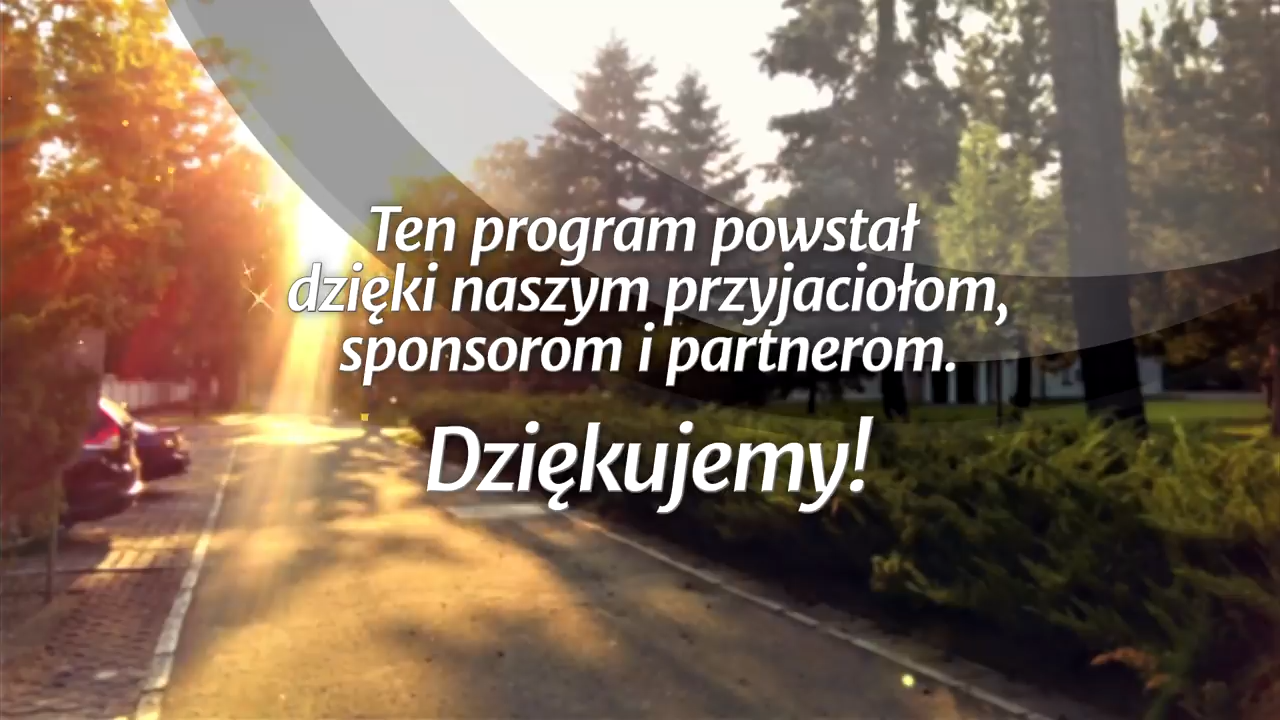 Ten program powstał
dzięki naszym przyjaciołom,
sponsorom i partnerom.
Dziękujemy!